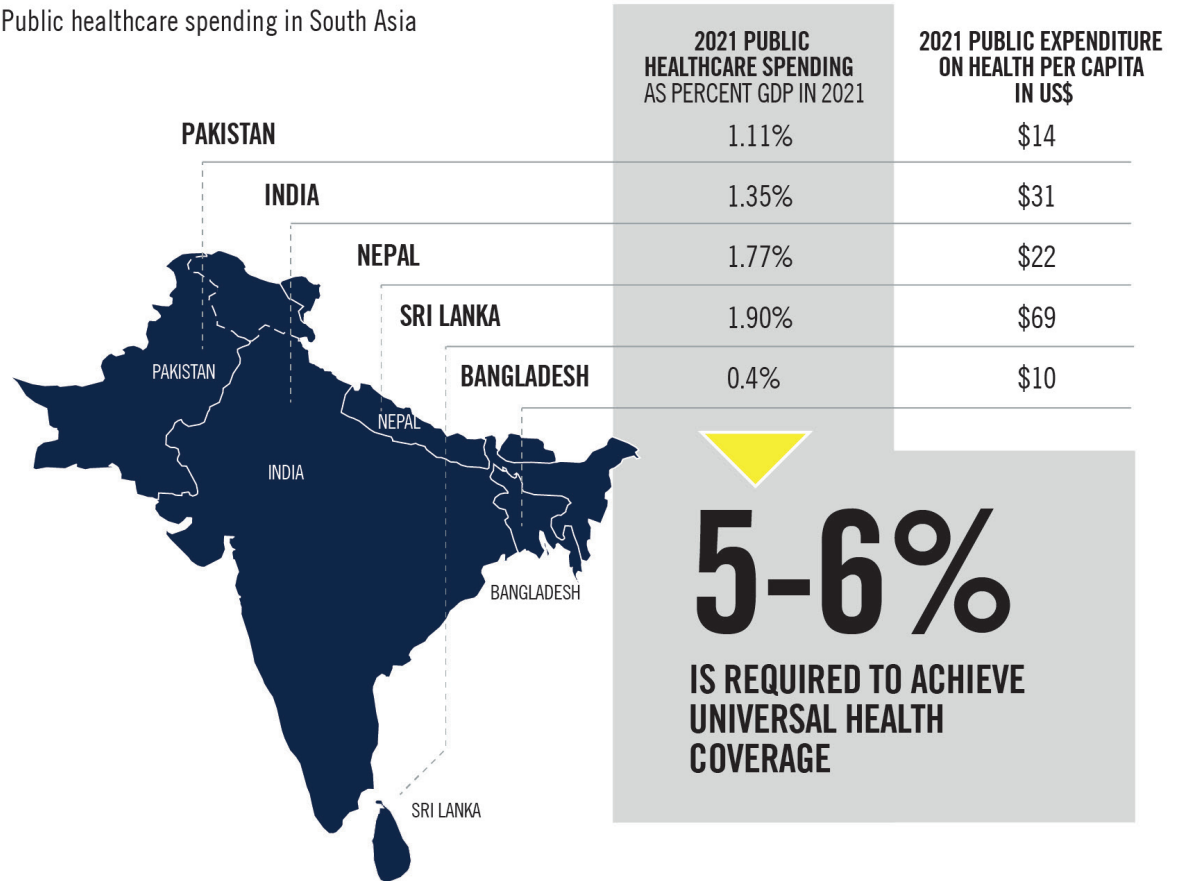 Public healthcare spending in South Asia
2021 PUBLIC
HEALTHCARE SPENDING
AS PERCENT GDP IN 2021
2021 PUBLIC EXPENDITURE
ON HEALTH PER CAPITA
IN US$
PAKISTAN 1.11% $14
INDIA 1.35% $31
NEPAL 1.77% $22
SRI LANKA 1.90% $69
BANGLADESH 0.4% $10
PAKISTAN
NEPAL
INDIA
BANGLADESH
SRI LANKA
5-6%
IS REQUIRED TO ACHIEVE
UNIVERSAL HEALTH
COVERAGE